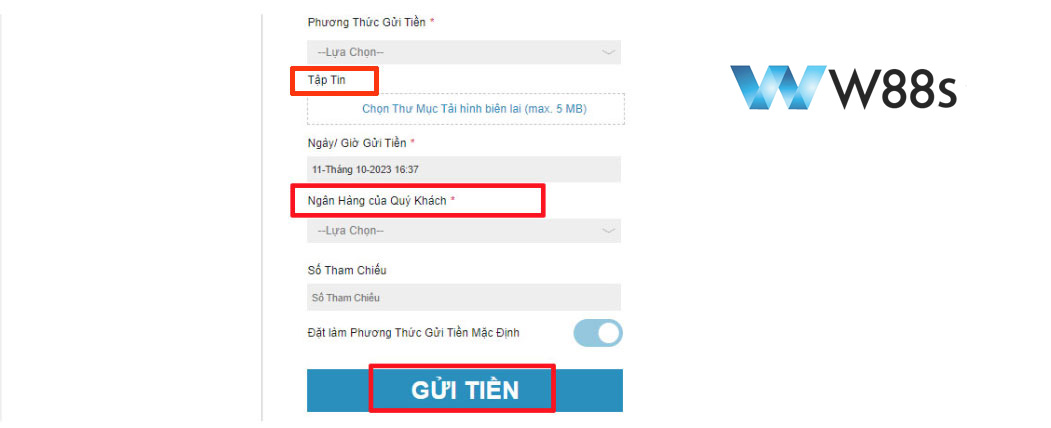 Phương Thức Gửi Tiền *
--Lựa Chọn--
Tập Tin
Chọn Thư Mục Tải hình biên lai (max. 5 MB)
Ngày/ Giờ Gửi Tiền *
11-Tháng 10-2023 16:37
Ngân Hàng của Quý Khách *
--Lựa Chọn--
Số Tham Chiếu
Số Tham Chiếu
Đặt làm Phương Thức Gửi Tiền Mặc Định
GỬI TIỀN
W88s